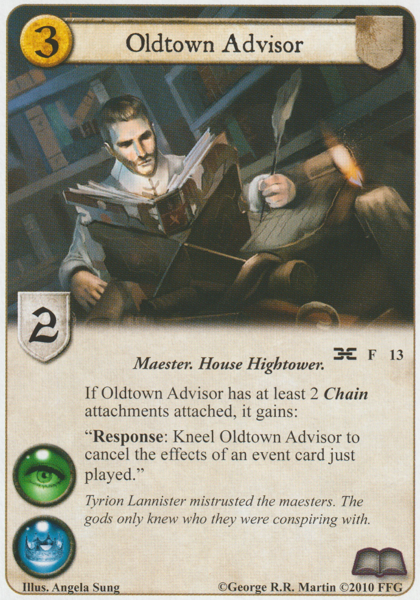 3
Oldtown Advisor
2
Maester. House Hightower.
F 13
If Oldtown Advisor has at least 2 Chain
attachments attached, it gains:
“Response: Kneel Oldtown Advisor to
cancel the effects of an event card just
played.”
Tyrion Lannister mistrusted the maesters. The
gods only knew who they were conspiring with.
Illus. Angela Sung
©George R.R. Martin ©2010 FFG